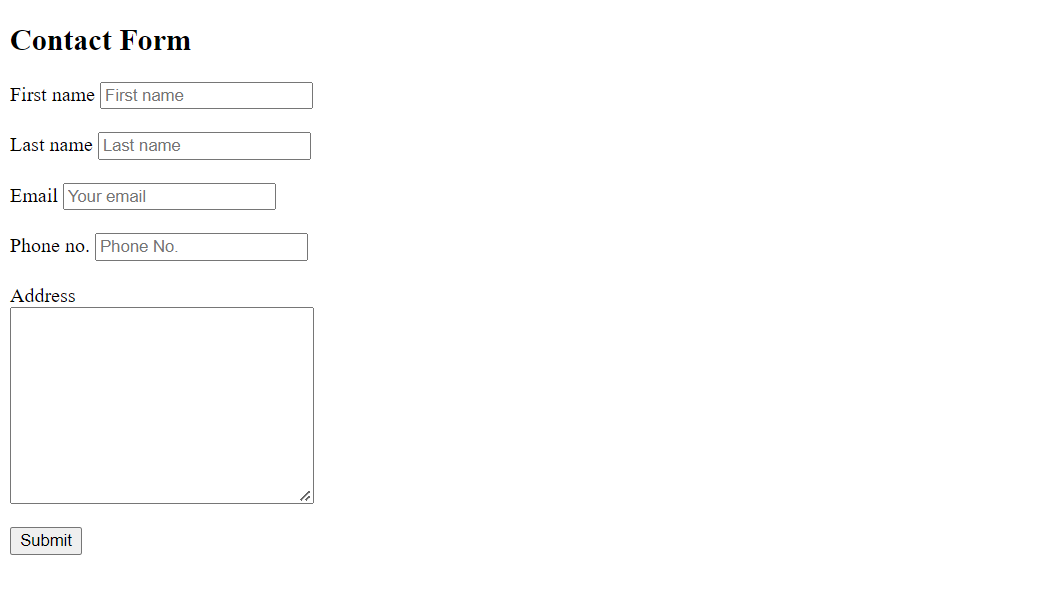 Contact Form
First name First name
Last name Last name
Email Your email
Phone no. Phone No.
Address
Submit